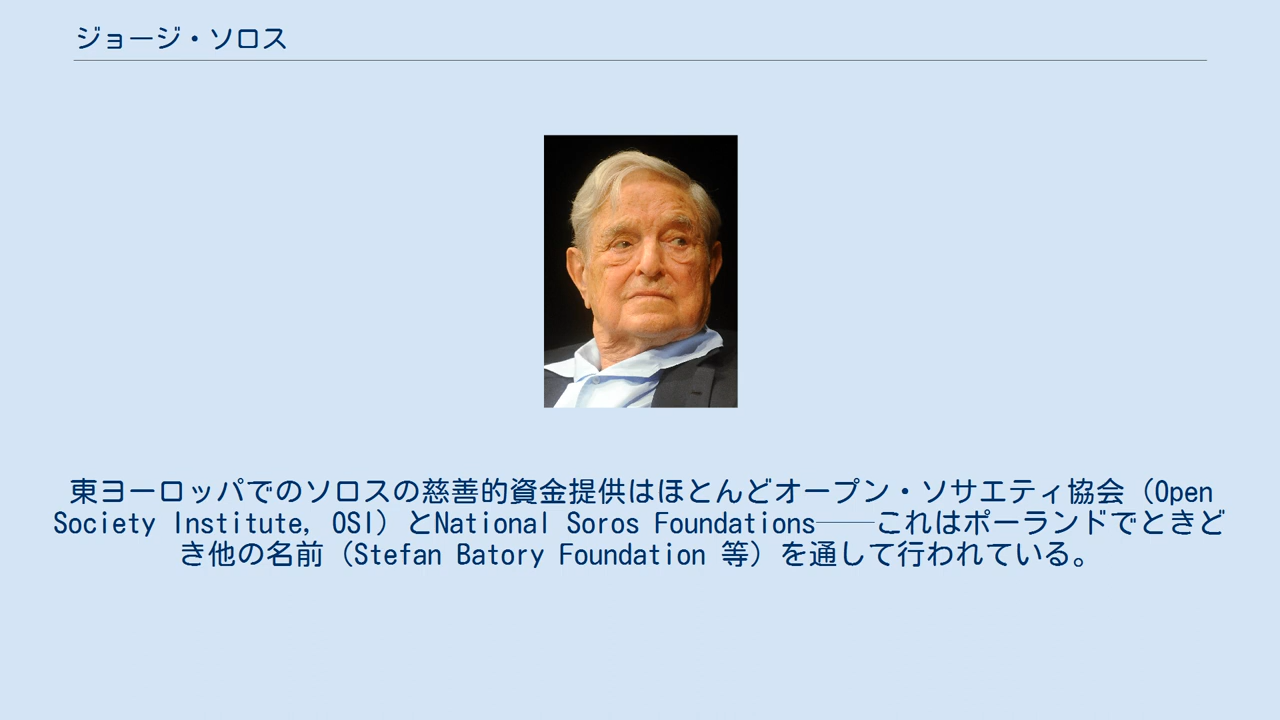 ジョージ・ソロス
東ヨーロッパでのソロスの慈善的資金提供はほとんどオープン・ソサエティ協会（Open
Society Institute, OSI）とNational Soros Foundations──これはポーランドでときど
き他の名前（Stefan Batory Foundation 等）を通して行われている。